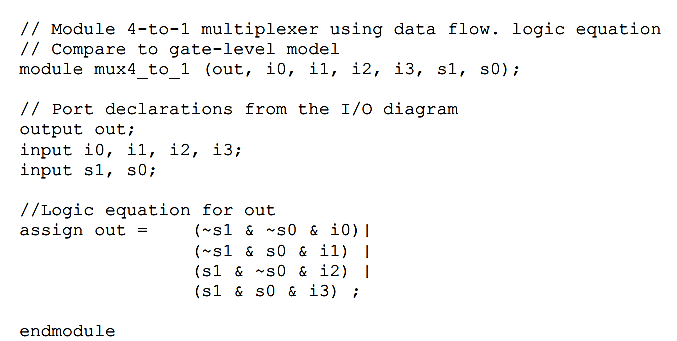 // Module 4-to-1 multiplexer using data flow. logic equation
// Compare to gate-level model
module mux4_to_1 (out, i0, i1, i2, i3, s1, s0);
// Port declarations from the I/O diagram
output out;
input i0, i1, i2, i3;
input s1, s0;
//Logic equation for out
assign out = (~s1 & ~s0 & i0)|
(~s1 & s0 & i1) |
(s1 & ~s0 & i2) |
(s1 & s0 & i3) ;
endmodule